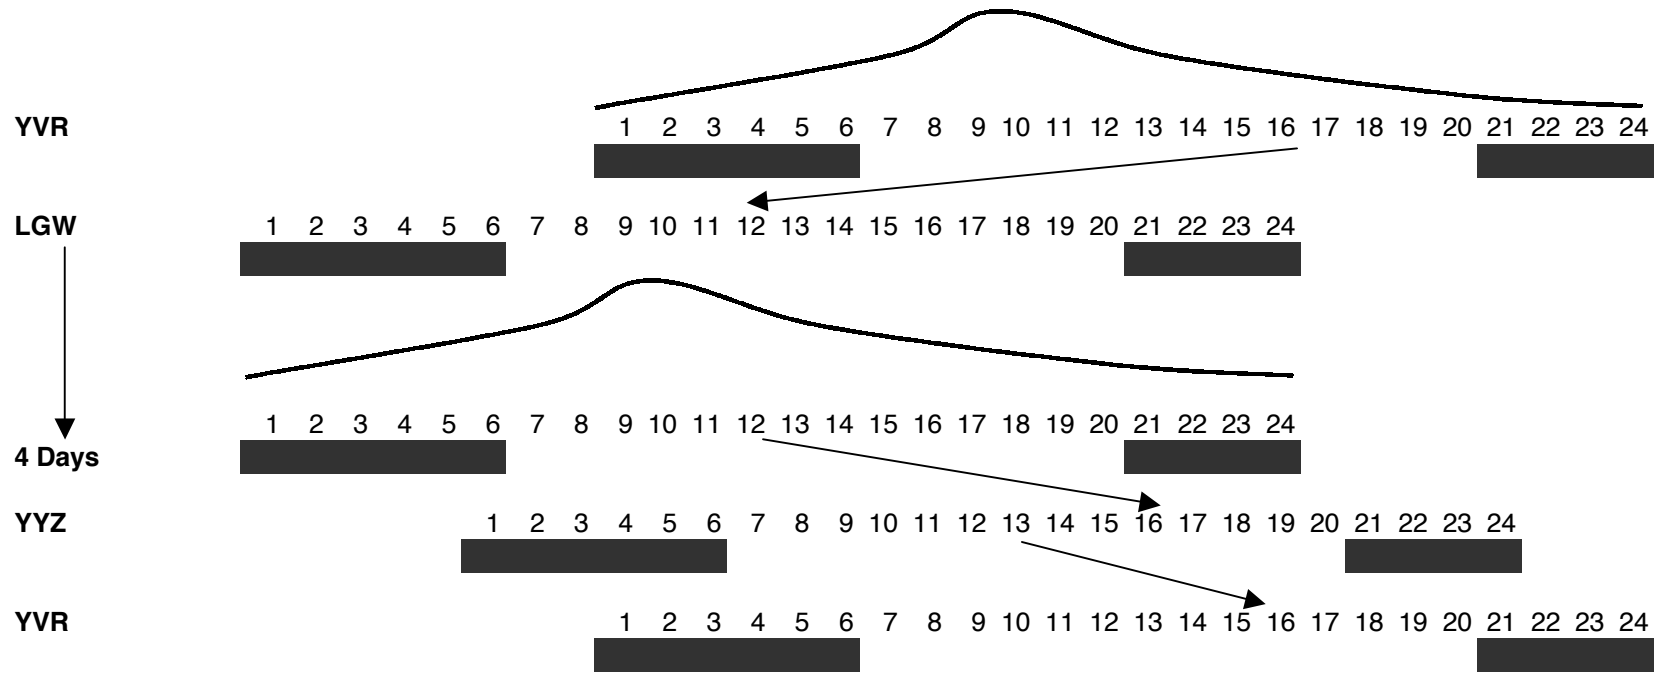 YVR 1 2 3 4 5 6 7 8 9 10 11 12 13 14 15 16 17 18 19 20 21 22 23 24
LGW 1 2 3 4 5 6 7 8 9 10 11 12 13 14 15 16 17 18 19 20 21 22 23 24
1 2 3 4 5 6 7 8 9 10 11 12 13 14 15 16 17 18 19 20 21 22 23 24
4 Days
YYZ 1 2 3 4 5 6 7 8 9 10 11 12 13 14 15 16 17 18 19 20 21 22 23 24
YVR 1 2 3 4 5 6 7 8 9 10 11 12 13 14 15 16 17 18 19 20 21 22 23 24